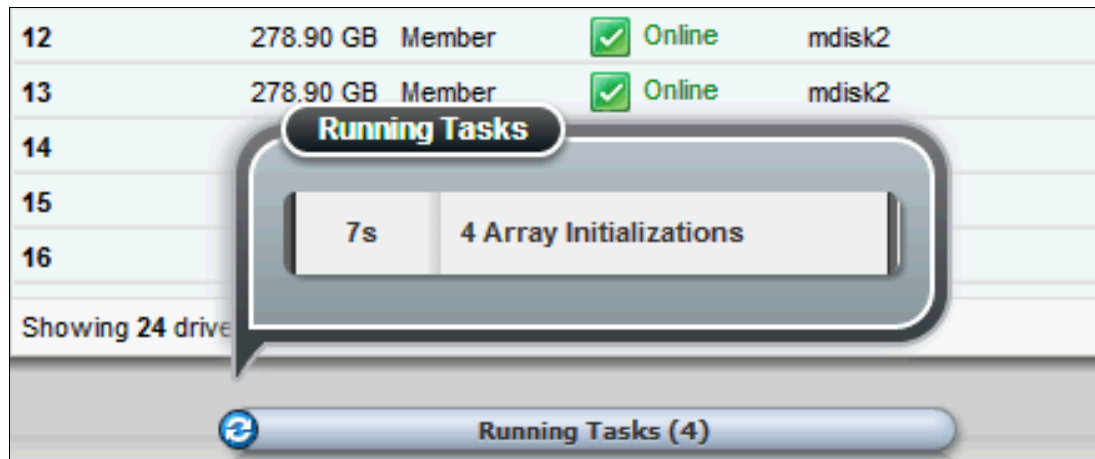 12 278.90 GB Member Online mdisk2
13 278.90 GB Member Online mdisk2
Running Tasks
14
15
7s 4 Array Initializations
16
Showing 24 drive
Running Tasks (4)